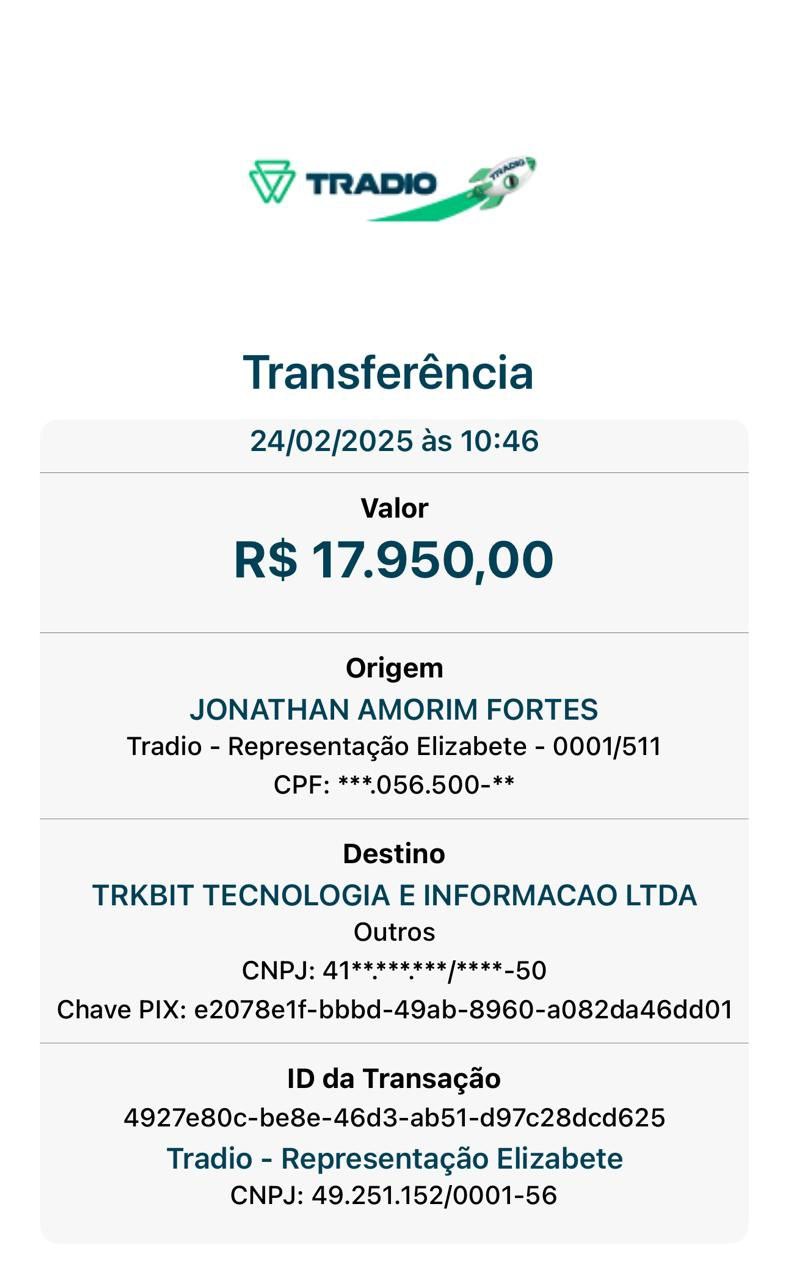 TRADIO
TRADIO
Transferência
24/02/2025 às 10:46
Valor
R$ 17.950,00
Origem
JONATHAN AMORIM FORTES
Tradio - Representação Elizabete - 0001/511
CPF: ***.056.500-**
Destino
TRKBIT TECNOLOGIA E INFORMACAO LTDA
Outros
CNPJ: 41**.***.***/****-50
Chave PIX: e2078e1f-bbbd-49ab-8960-a082da46dd01
ID da Transação
4927e80c-be8e-46d3-ab51-d97c28dcd625
Tradio - Representação Elizabete
CNPJ: 49.251.152/0001-56